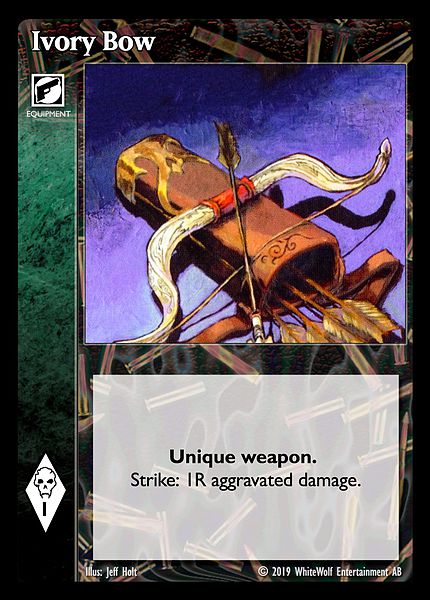 Ivory Bow
EQUIPMENT
Unique weapon.
Strike: 1R aggravated damage.
1
Illus: Jeff Holt © 2019 WhiteWolf Entertainment AB